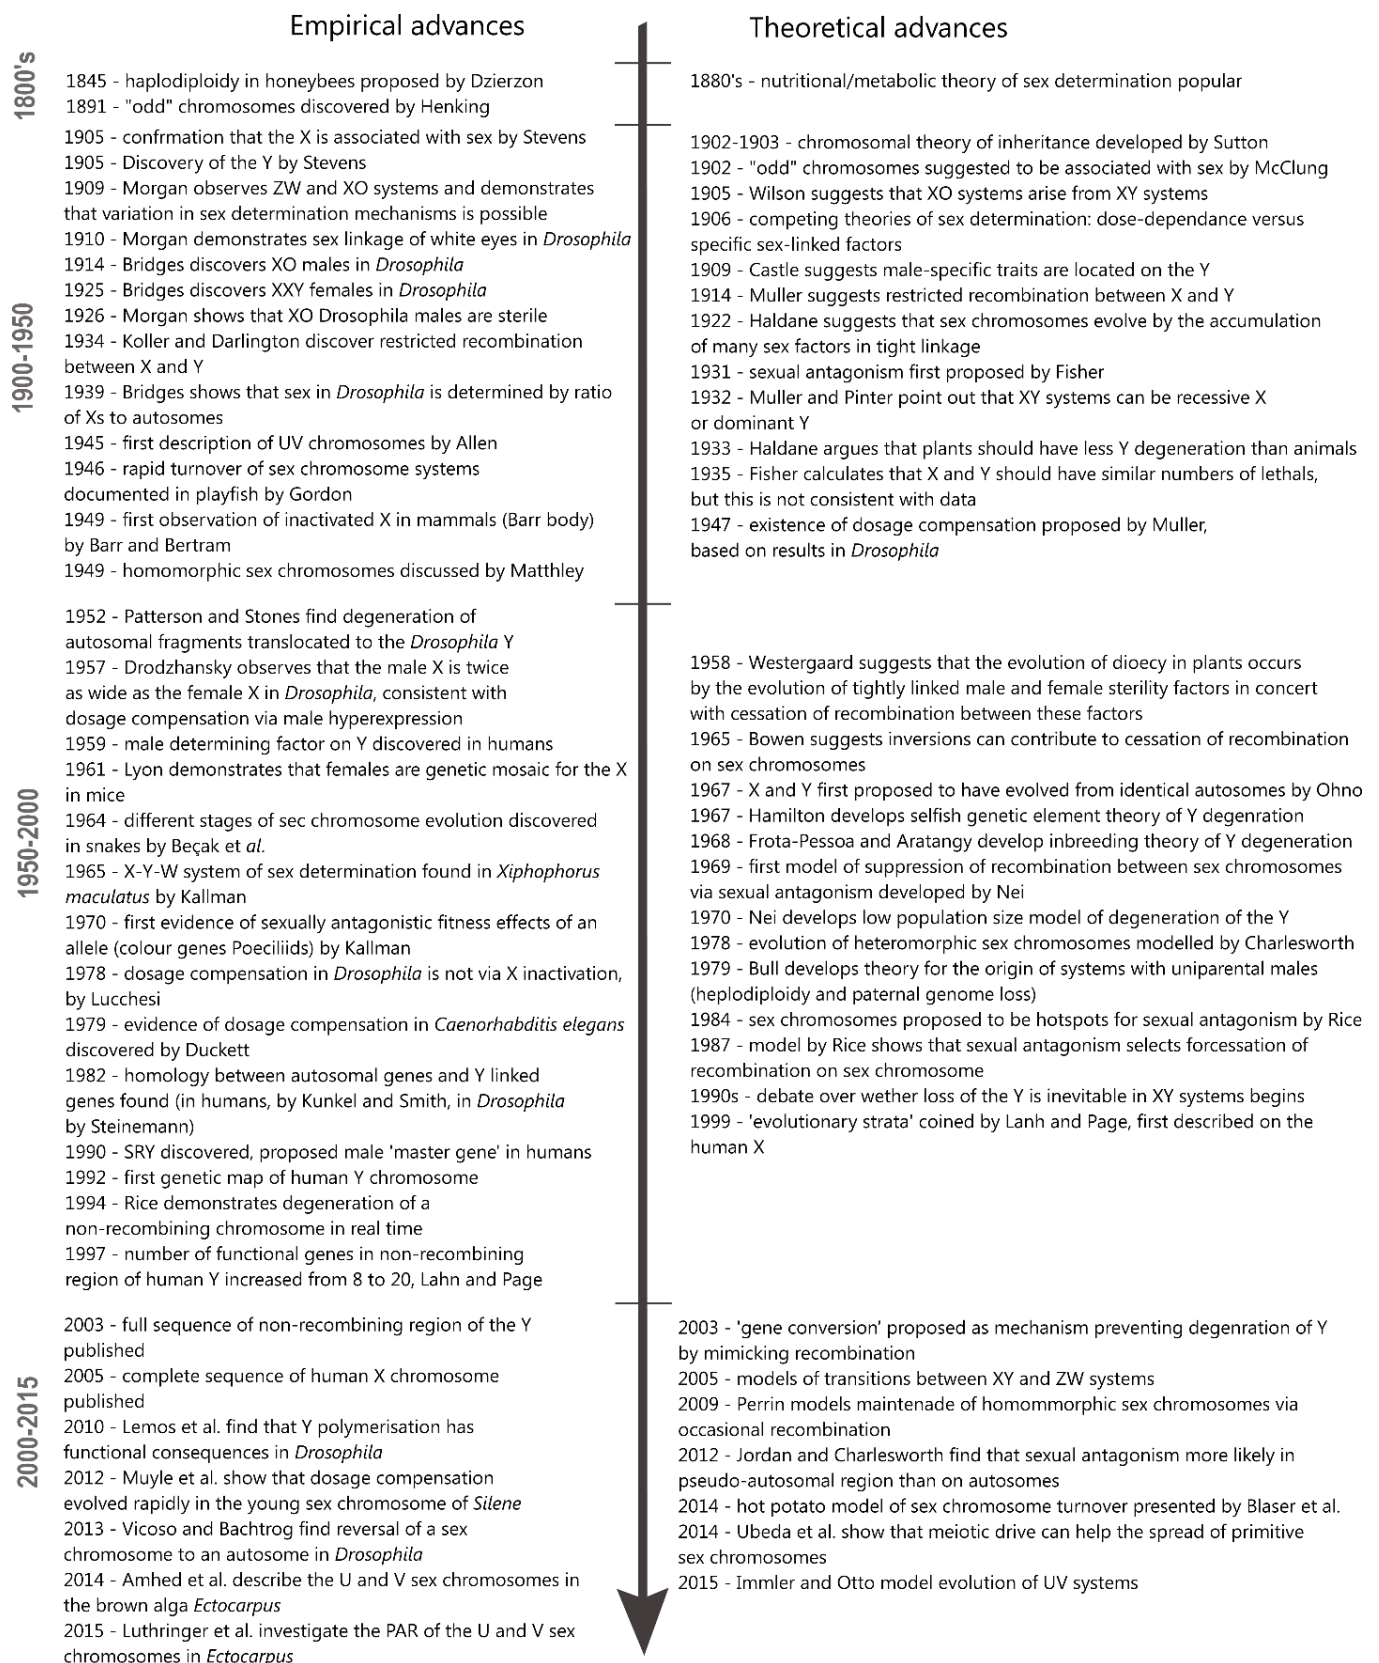 Empirical advances
Theoretical advances
1800's
1845 - haplodiploidy in honeybees proposed by Dzierzon
1891 - "odd" chromosomes discovered by Henking
1880's - nutritional/metabolic theory of sex determination popular
1900-1950
1905 - confrmation that the X is associated with sex by Stevens
1905 - Discovery of the Y by Stevens
1909 - Morgan observes ZW and XO systems and demonstrates
that variation in sex determination mechanisms is possible
1910 - Morgan demonstrates sex linkage of white eyes in Drosophila
1914 - Bridges discovers XO males in Drosophila
1925 - Bridges discovers XXY females in Drosophila
1926 - Morgan shows that XO Drosophila males are sterile
1934 - Koller and Darlington discover restricted recombination
between X and Y
1939 - Bridges shows that sex in Drosophila is determined by ratio
of Xs to autosomes
1945 - first description of UV chromosomes by Allen
1946 - rapid turnover of sex chromosome systems
documented in playfish by Gordon
1949 - first observation of inactivated X in mammals (Barr body)
by Barr and Bertram
1949 - homomorphic sex chromosomes discussed by Matthley
1902-1903 - chromosomal theory of inheritance developed by Sutton
1902 - "odd" chromosomes suggested to be associated with sex by McClung
1905 - Wilson suggests that XO systems arise from XY systems
1906 - competing theories of sex determination: dose-dependance versus
specific sex-linked factors
1909 - Castle suggests male-specific traits are located on the Y
1914 - Muller suggests restricted recombination between X and Y
1922 - Haldane suggests that sex chromosomes evolve by the accumulation
of many sex factors in tight linkage
1931 - sexual antagonism first proposed by Fisher
1932 - Muller and Pinter point out that XY systems can be recessive X
or dominant Y
1933 - Haldane argues that plants should have less Y degeneration than animals
1935 - Fisher calculates that X and Y should have similar numbers of lethals,
but this is not consistent with data
1947 - existence of dosage compensation proposed by Muller,
based on results in Drosophila
1950-2000
1952 - Patterson and Stones find degeneration of
autosomal fragments translocated to the Drosophila Y
1957 - Drodzhansky observes that the male X is twice
as wide as the female X in Drosophila, consistent with
dosage compensation via male hyperexpression
1959 - male determining factor on Y discovered in humans
1961 - Lyon demonstrates that females are genetic mosaic for the X
in mice
1964 - different stages of sec chromosome evolution discovered
in snakes by Beçak et al.
1965 - X-Y-W system of sex determination found in Xiphophorus
maculatus by Kallman
1970 - first evidence of sexually antagonistic fitness effects of an
allele (colour genes Poeciliids) by Kallman
1978 - dosage compensation in Drosophila is not via X inactivation,
by Lucchesi
1979 - evidence of dosage compensation in Caenorhabditis elegans
discovered by Duckett
1982 - homology between autosomal genes and Y linked
genes found (in humans, by Kunkel and Smith, in Drosophila
by Steinemann)
1990 - SRY discovered, proposed male 'master gene' in humans
1992 - first genetic map of human Y chromosome
1994 - Rice demonstrates degeneration of a
non-recombining chromosome in real time
1997 - number of functional genes in non-recombining
region of human Y increased from 8 to 20, Lahn and Page
1958 - Westergaard suggests that the evolution of dioecy in plants occurs
by the evolution of tightly linked male and female sterility factors in concert
with cessation of recombination between these factors
1965 - Bowen suggests inversions can contribute to cessation of recombination
on sex chromosomes
1967 - X and Y first proposed to have evolved from identical autosomes by Ohno
1967 - Hamilton develops selfish genetic element theory of Y degenration
1968 - Frota-Pessoa and Aratangy develop inbreeding theory of Y degeneration
1969 - first model of suppression of recombination between sex chromosomes
via sexual antagonism developed by Nei
1970 - Nei develops low population size model of degeneration of the Y
1978 - evolution of heteromorphic sex chromosomes modelled by Charlesworth
1979 - Bull develops theory for the origin of systems with uniparental males
(heplodiploidy and paternal genome loss)
1984 - sex chromosomes proposed to be hotspots for sexual antagonism by Rice
1987 - model by Rice shows that sexual antagonism selects forcessation of
recombination on sex chromosome
1990s - debate over wether loss of the Y is inevitable in XY systems begins
1999 - 'evolutionary strata' coined by Lanh and Page, first described on the
human X
2000-2015
2003 - full sequence of non-recombining region of the Y
published
2005 - complete sequence of human X chromosome
published
2010 - Lemos et al. find that Y polymerisation has
functional consequences in Drosophila
2012 - Muyle et al. show that dosage compensation
evolved rapidly in the young sex chromosome of Silene
2013 - Vicoso and Bachtrog find reversal of a sex
chromosome to an autosome in Drosophila
2014 - Amhed et al. describe the U and V sex chromosomes in
the brown alga Ectocarpus
2015 - Luthringer et al. investigate the PAR of the U and V sex
chromosomes in Ectocarpus
2003 - 'gene conversion' proposed as mechanism preventing degenration of Y
by mimicking recombination
2005 - models of transitions between XY and ZW systems
2009 - Perrin models maintenade of homommorphic sex chromosomes via
occasional recombination
2012 - Jordan and Charlesworth find that sexual antagonism more likely in
pseudo-autosomal region than on autosomes
2014 - hot potato model of sex chromosome turnover presented by Blaser et al.
2014 - Ubeda et al. show that meiotic drive can help the spread of primitive
sex chromosomes
2015 - Immler and Otto model evolution of UV systems